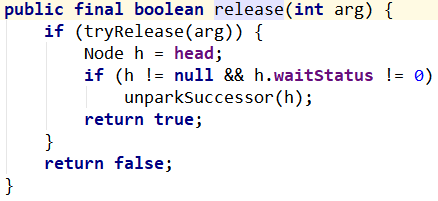 public final boolean release(int arg) {
    if (tryRelease(arg)) {
        Node h = head;
        if (h != null && h.waitStatus != 0)
            unparkSuccessor(h);
        return true;
    }
    return false;
}